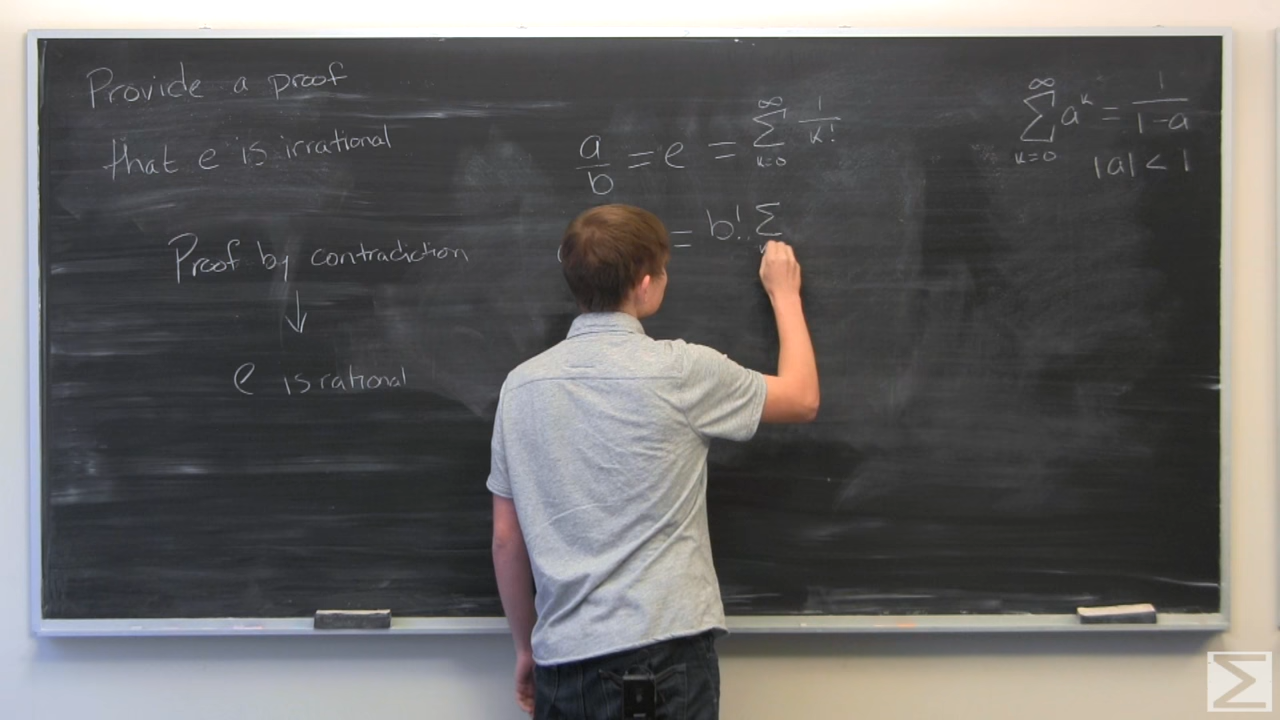 Provide a proof
that e is irrational
Proof by contradiction
↓
e is rational
a/b = e = ∑_{k=0}^{∞} 1/k!
= b! ∑
∑_{k=0}^{∞} a^k = 1/(1-a)
|a| < 1